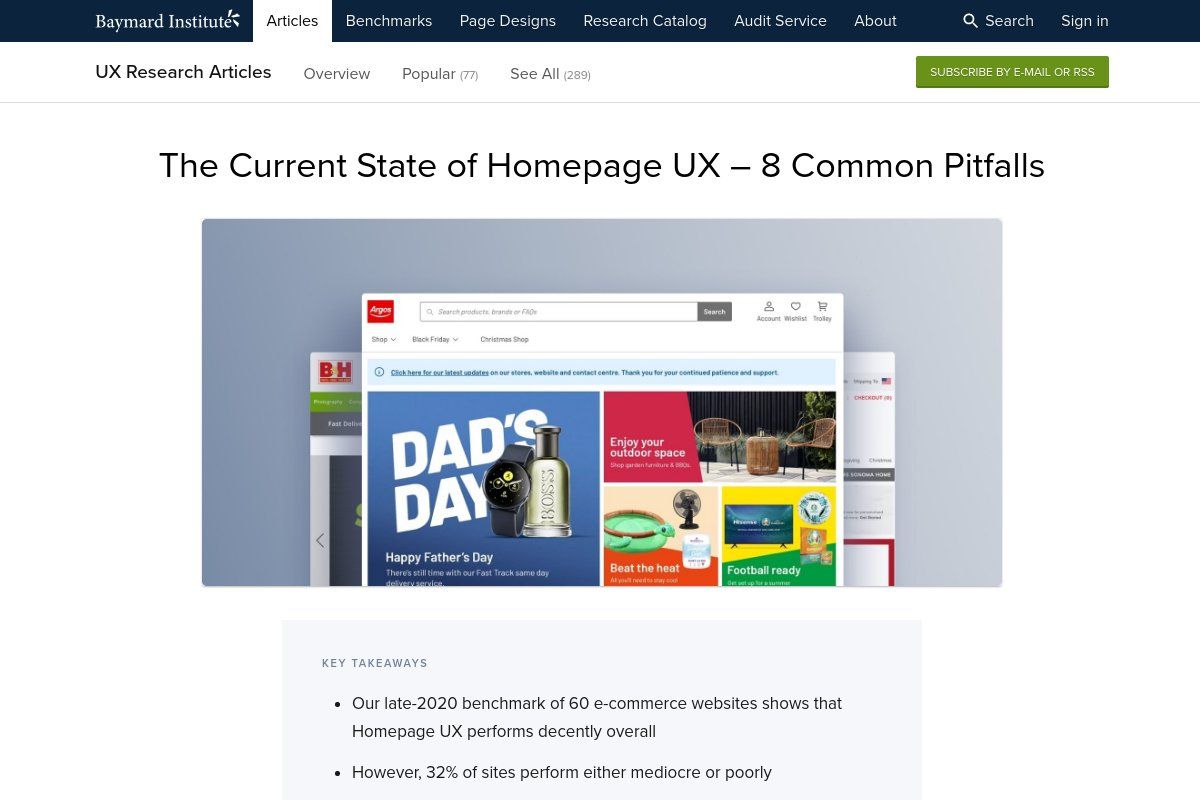 Baymard Institute
Articles
Benchmarks
Page Designs
Research Catalog
Audit Service
About
Search
Sign in
UX Research Articles
Overview
Popular (77)
See All (289)
SUBSCRIBE BY E-MAIL OR RSS
The Current State of Homepage UX – 8 Common Pitfalls
Argos
Search products, brands or FAQs
Search
Account
Wishlist
Trolley
Shop
Black Friday
Christmas Shop
Click here for our latest updates on our stores, website and contact centre. Thank you for your continued patience and support.
B&H
Photography
Fast Delive
Shipping To
CHECKOUT (0)
Christmas
MS SONOMA HOME
Get Started
DAD'S
DAY
BOSS
Happy Father's Day
There's still time with our Fast Track same day
delivery service.
Enjoy your
outdoor space
Shop garden furniture & BBQs.
Beat the heat
All you'll need to stay cool
Hisense
Football ready
Get set up for a summer
KEY TAKEAWAYS
• Our late-2020 benchmark of 60 e-commerce websites shows that
Homepage UX performs decently overall
• However, 32% of sites perform either mediocre or poorly